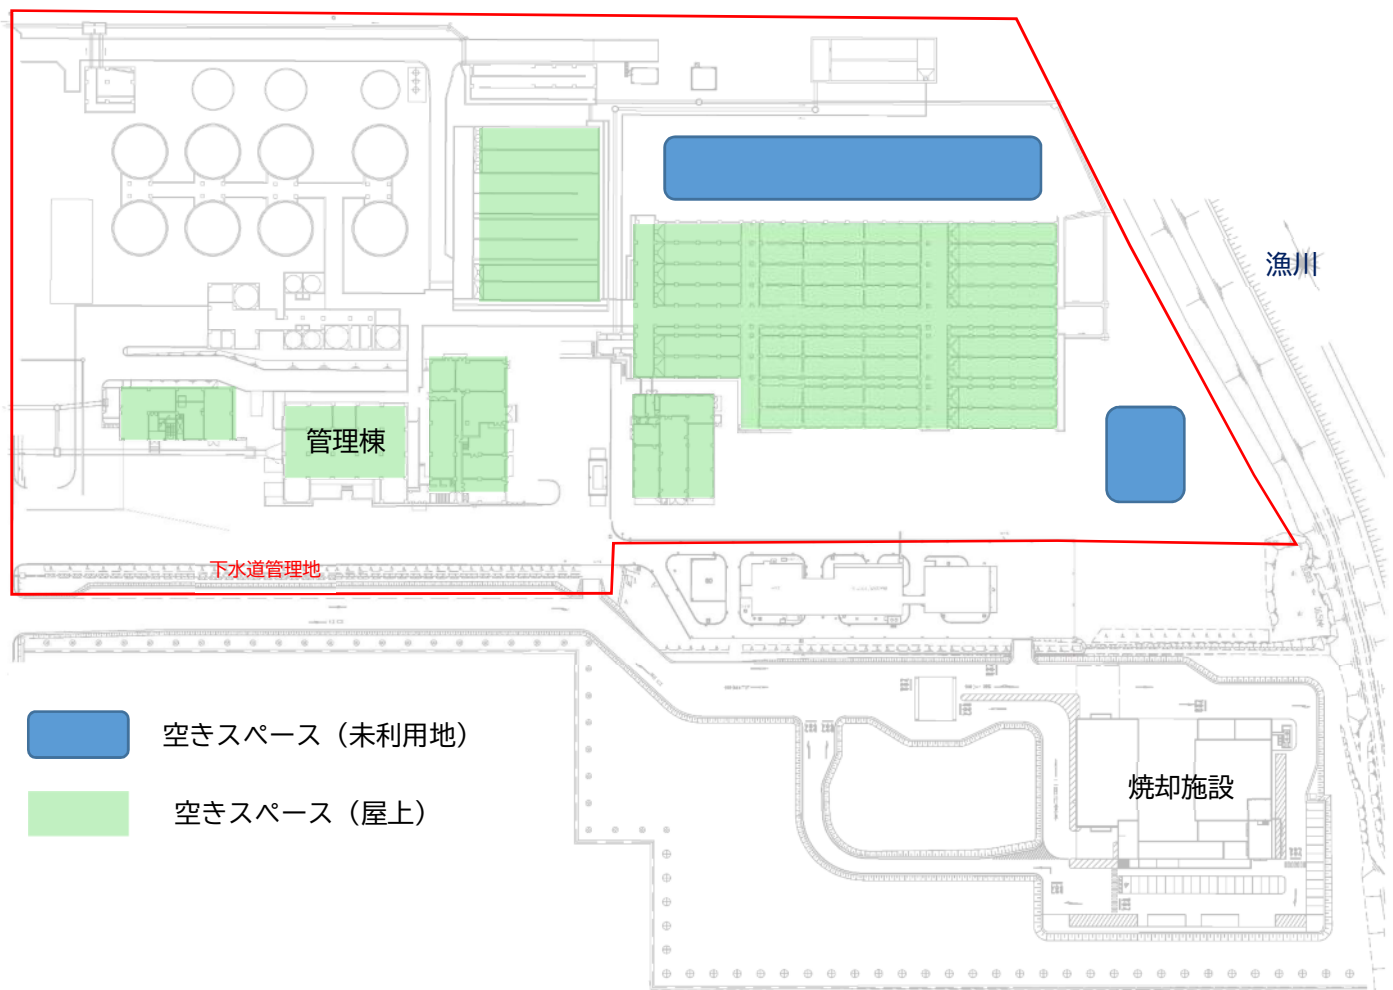 漁川
管理棟
下水道管理地
空きスペース（未利用地）
空きスペース（屋上）
焼却施設